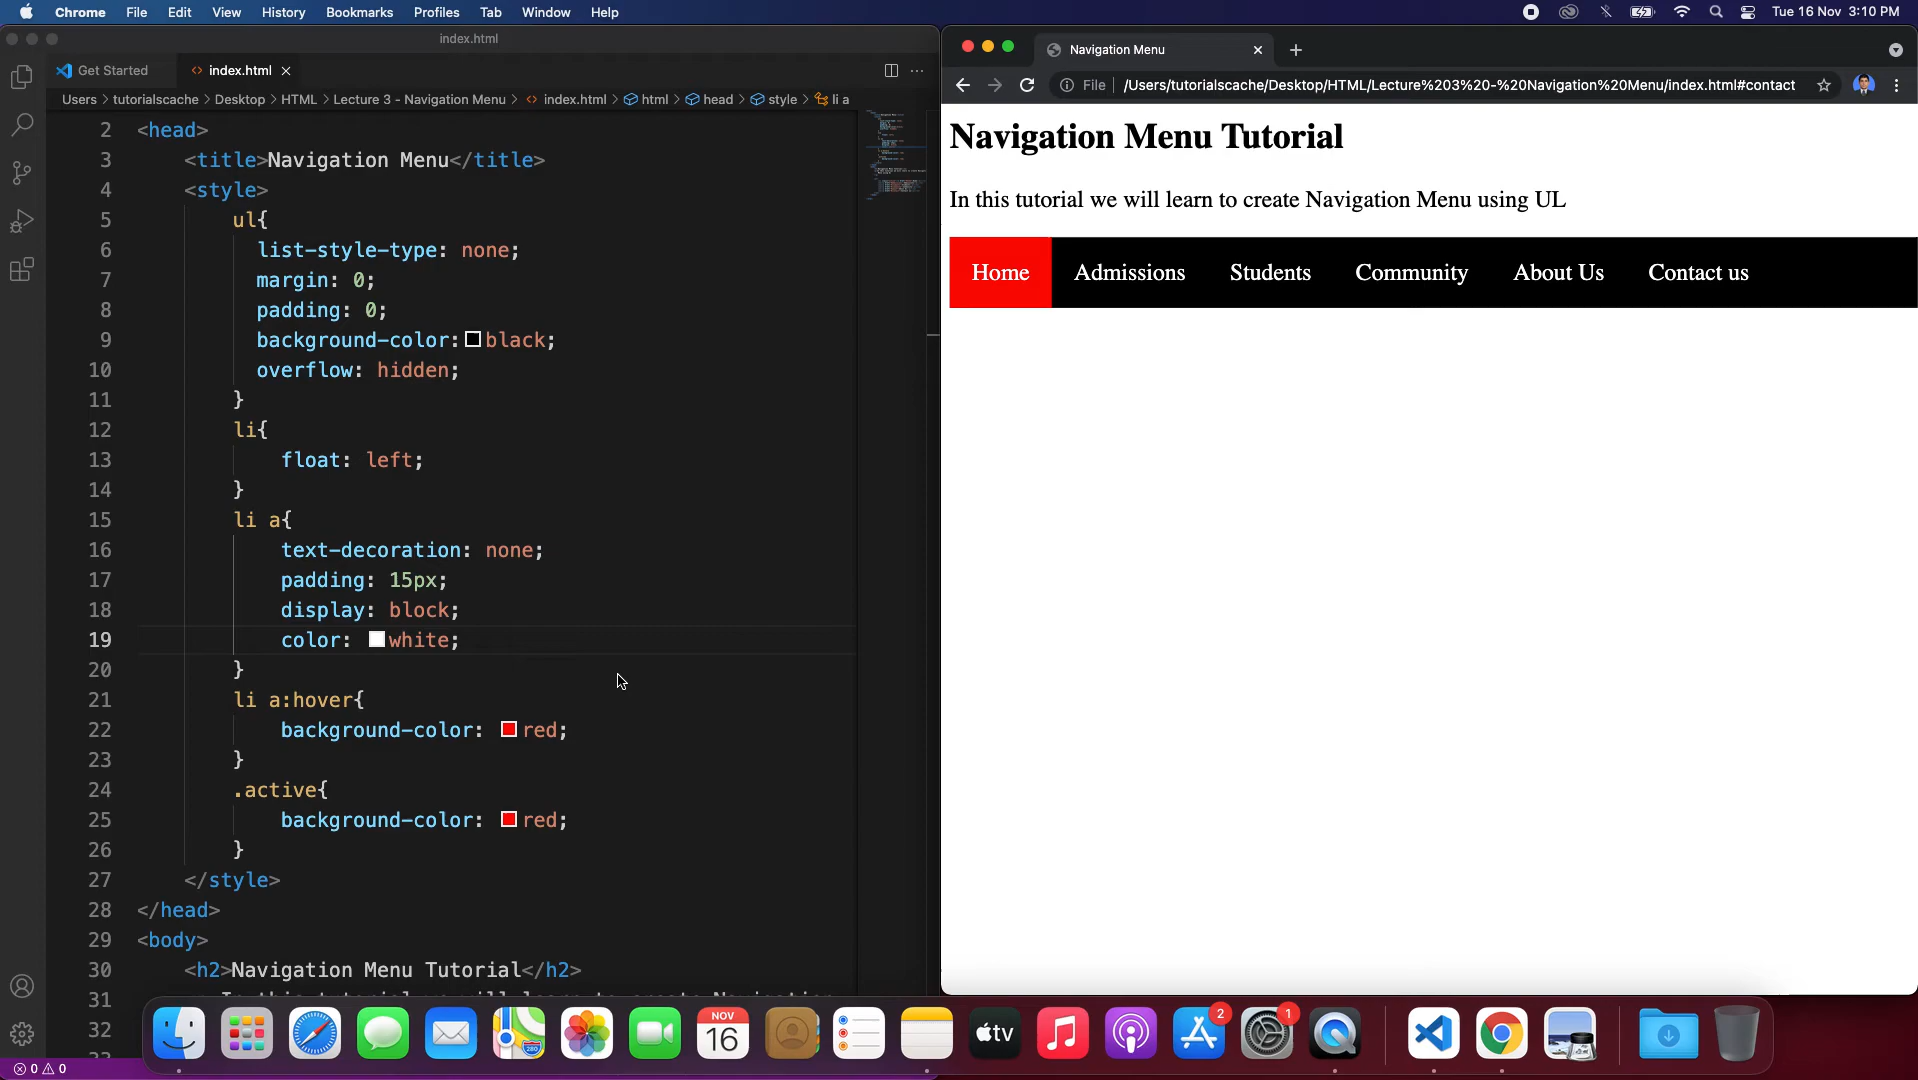 Chrome File Edit View History Bookmarks Profiles Tab Window Help
Tue 16 Nov 3:10 PM
index.html
Get Started
index.html
Users > tutorialscache > Desktop > HTML > Lecture 3 - Navigation Menu > index.html > html > head > style > li a
2 <head>
3 <title>Navigation Menu</title>
4 <style>
5 ul{
6 list-style-type: none;
7 margin: 0;
8 padding: 0;
9 background-color: black;
10 overflow: hidden;
11 }
12 li{
13 float: left;
14 }
15 li a{
16 text-decoration: none;
17 padding: 15px;
18 display: block;
19 color: white;
20 }
21 li a:hover{
22 background-color: red;
23 }
24 .active{
25 background-color: red;
26 }
27 </style>
28 </head>
29 <body>
30 <h2>Navigation Menu Tutorial</h2>
31
32
0 0
Navigation Menu
File /Users/tutorialscache/Desktop/HTML/Lecture%203%20-%20Navigation%20Menu/index.html#contact
Navigation Menu Tutorial
In this tutorial we will learn to create Navigation Menu using UL
Home Admissions Students Community About Us Contact us
NOV
16
280
tv
2
1